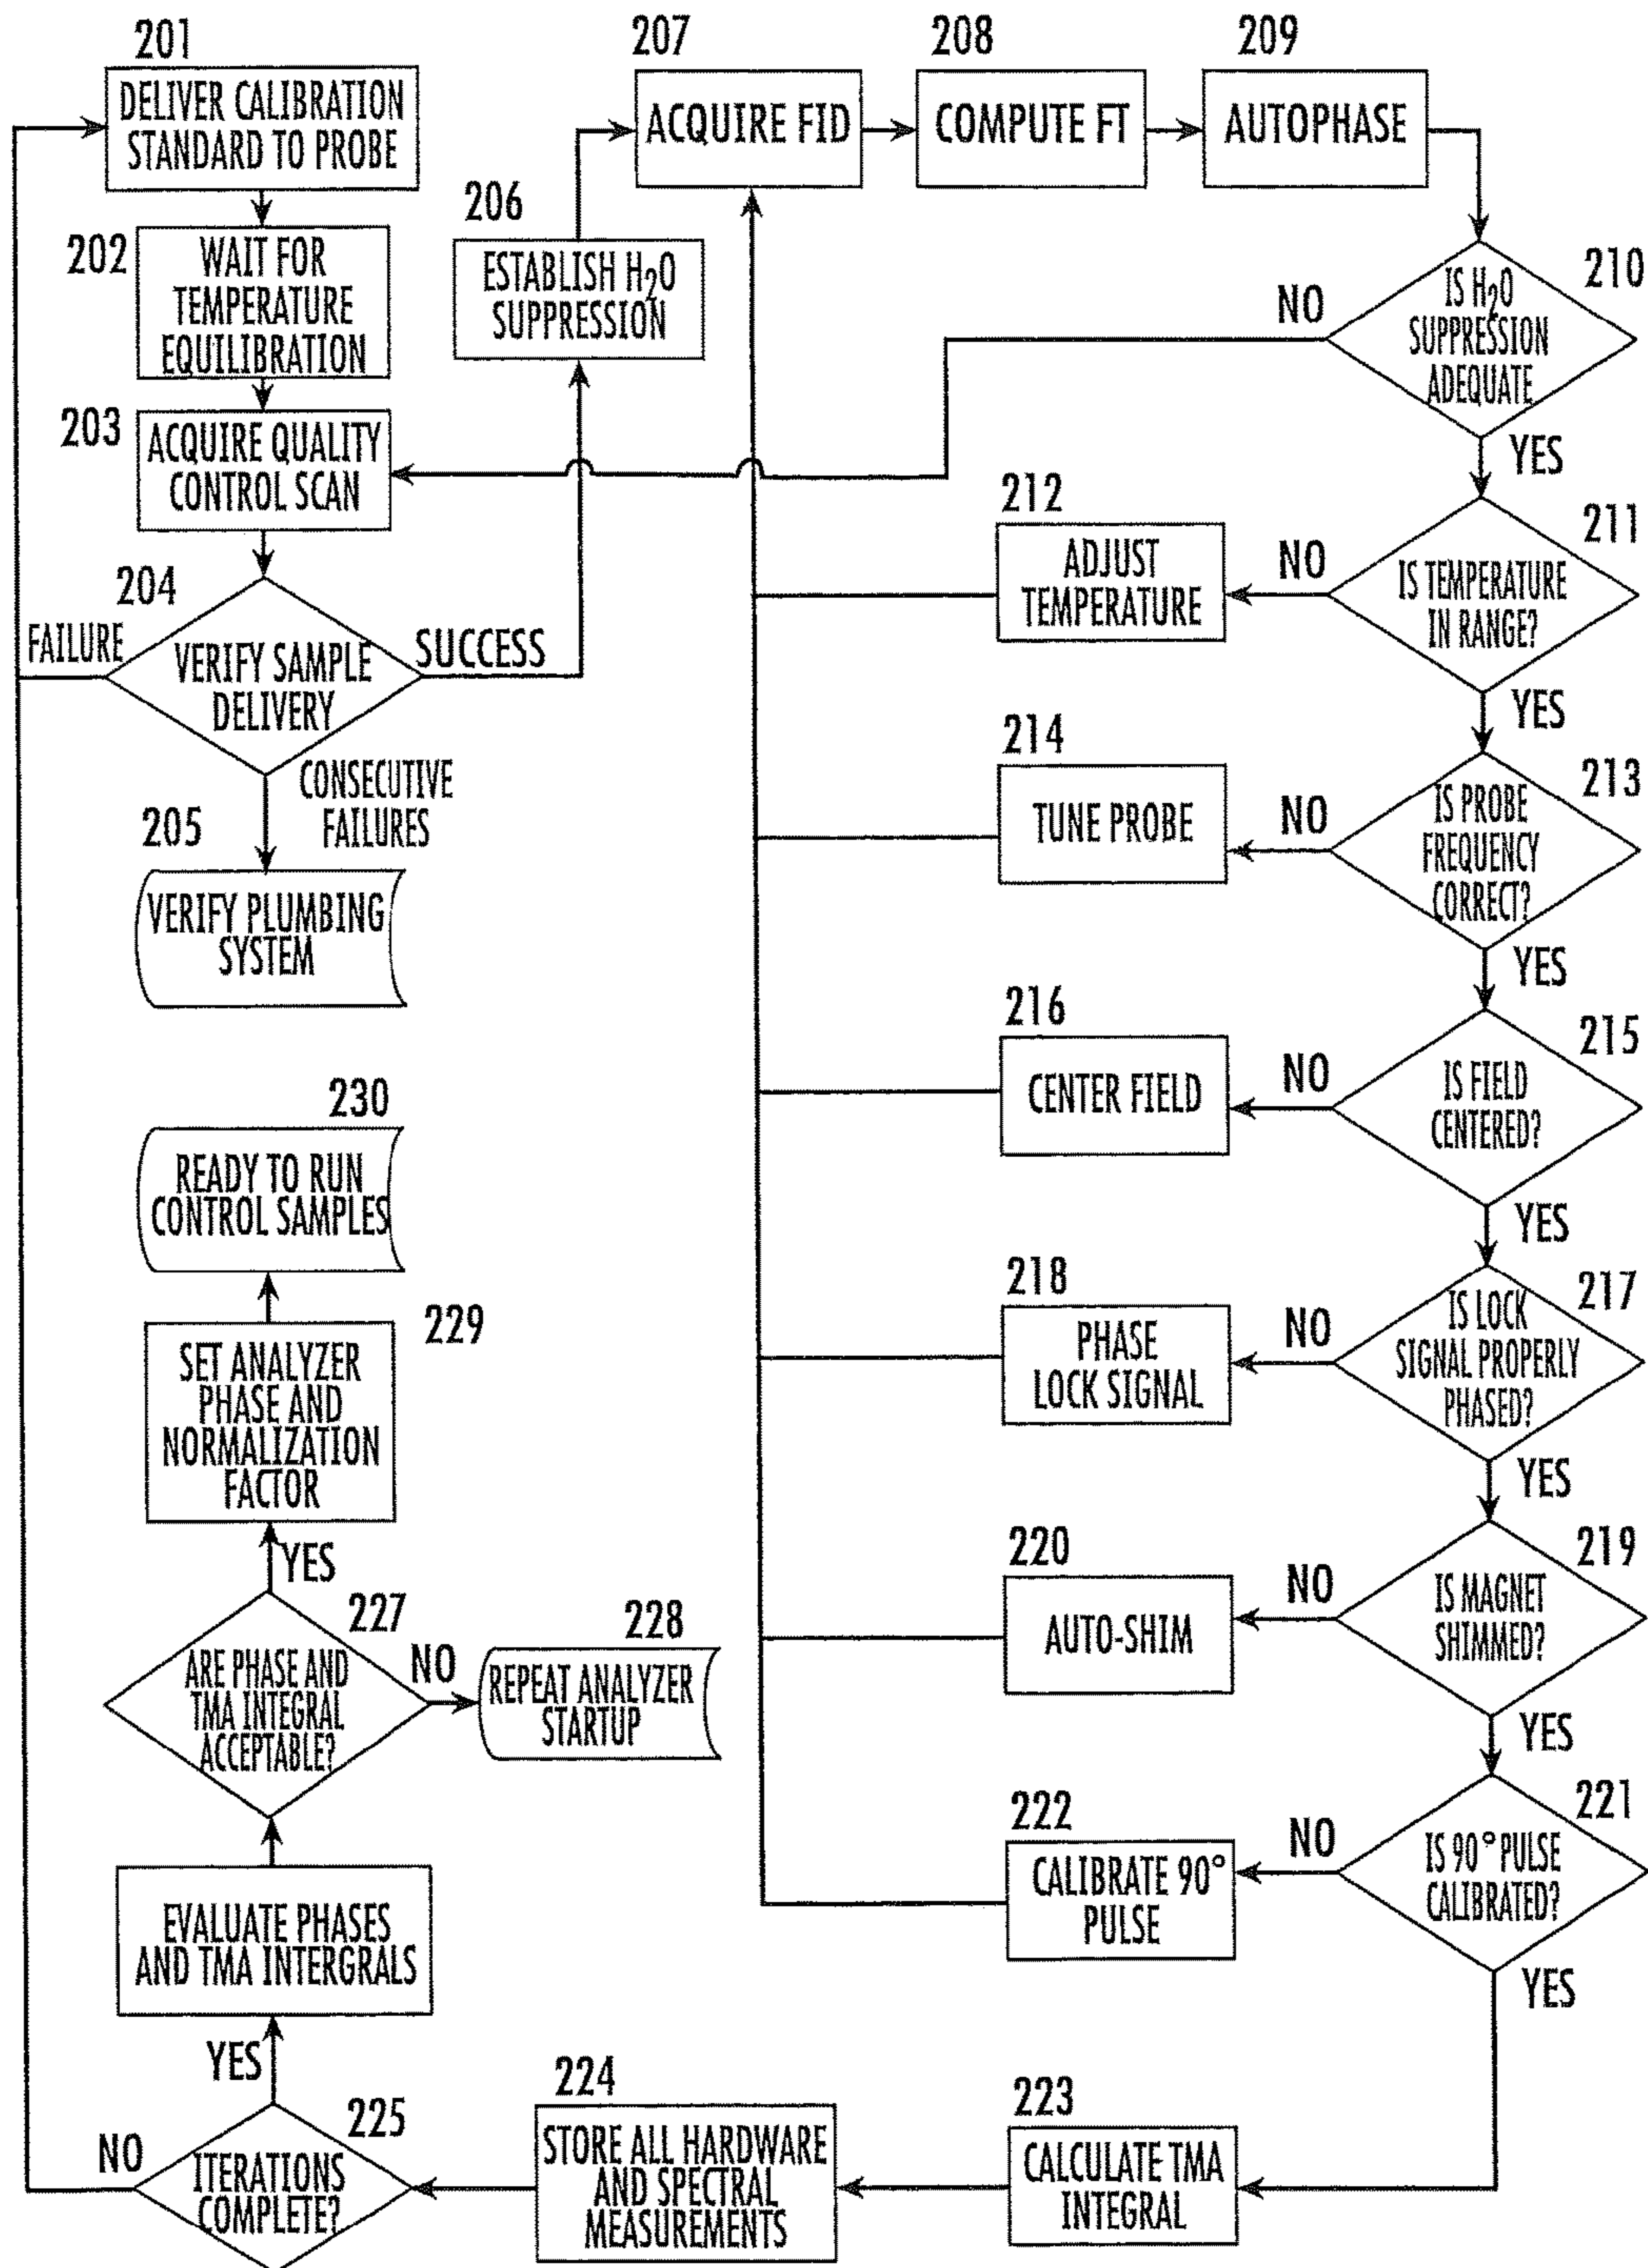 201
DELIVER CALIBRATION
STANDARD TO PROBE
202
WAIT FOR
TEMPERATURE
EQUILIBRATION
203
ACQUIRE QUALITY
CONTROL SCAN
204
VERIFY SAMPLE
DELIVERY
FAILURE
SUCCESS
CONSECUTIVE
FAILURES
205
VERIFY PLUMBING
SYSTEM
206
ESTABLISH H₂O
SUPPRESSION
207
ACQUIRE FID
208
COMPUTE FT
209
AUTOPHASE
210
IS H₂O
SUPPRESSION
ADEQUATE
NO
YES
211
IS TEMPERATURE
IN RANGE?
NO
212
ADJUST
TEMPERATURE
YES
213
IS PROBE
FREQUENCY
CORRECT?
NO
214
TUNE PROBE
YES
215
IS FIELD
CENTERED?
NO
216
CENTER FIELD
YES
217
IS LOCK
SIGNAL PROPERLY
PHASED?
NO
218
PHASE
LOCK SIGNAL
YES
219
IS MAGNET
SHIMMED?
NO
220
AUTO-SHIM
YES
221
IS 90° PULSE
CALIBRATED?
NO
222
CALIBRATE 90°
PULSE
YES
223
CALCULATE TMA
INTEGRAL
224
STORE ALL HARDWARE
AND SPECTRAL
MEASUREMENTS
225
ITERATIONS
COMPLETE?
NO
YES
EVALUATE PHASES
AND TMA INTERGRALS
227
ARE PHASE AND
TMA INTEGRAL
ACCEPTABLE?
NO
228
REPEAT ANALYZER
STARTUP
YES
229
SET ANALYZER
PHASE AND
NORMALIZATION
FACTOR
230
READY TO RUN
CONTROL SAMPLES